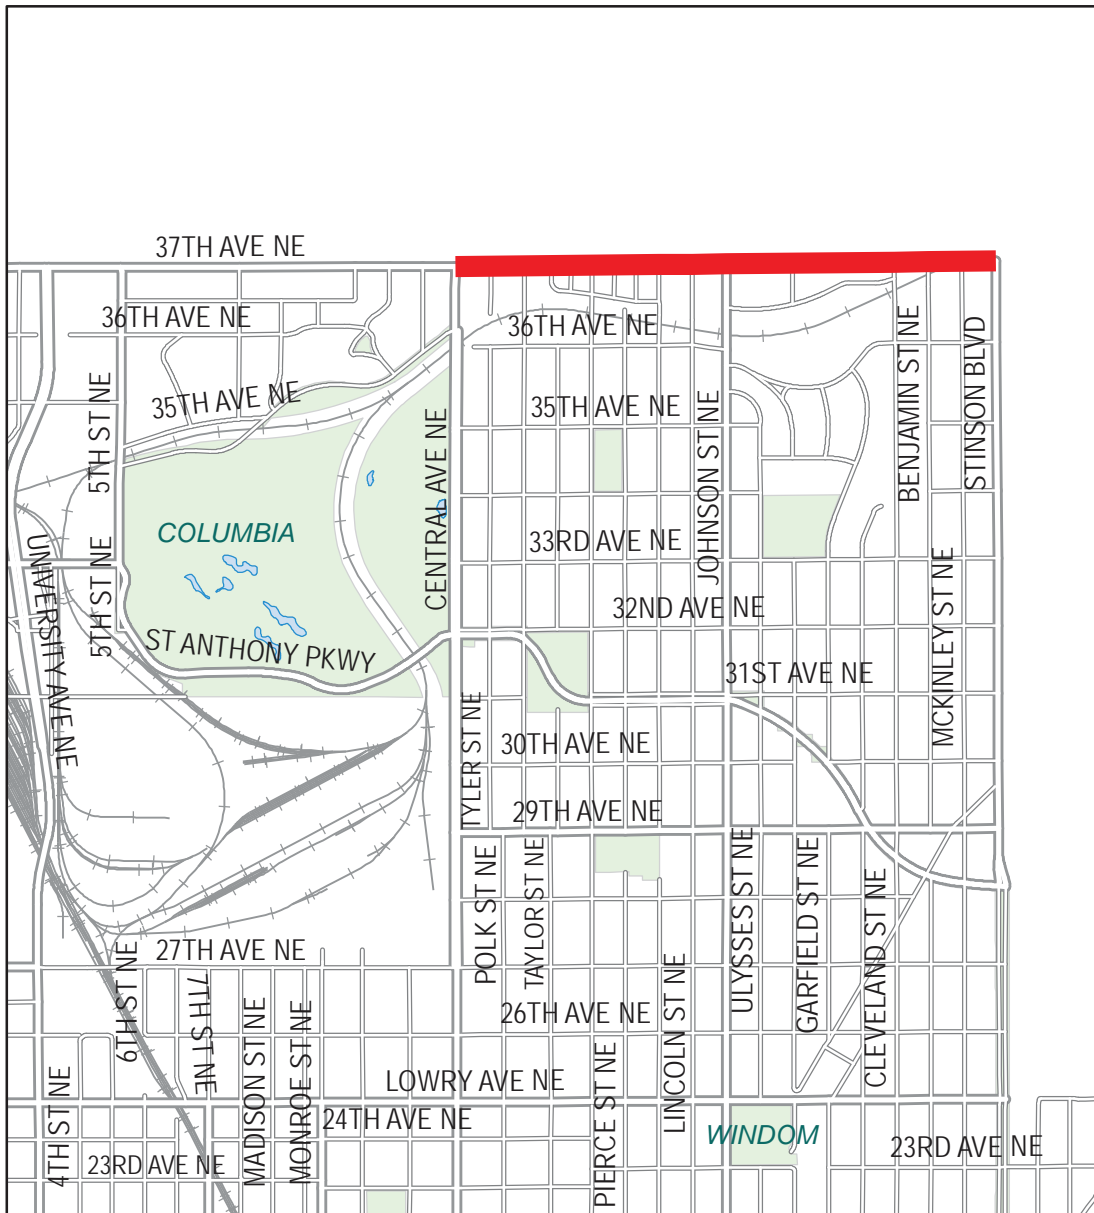 37TH AVE NE
36TH AVE NE
36TH AVE NE
35TH AVE NE
35TH AVE NE
5TH ST NE
CENTRAL AVE NE
JOHNSON ST NE
BENJAMIN ST NE
STINSON BLVD
COLUMBIA
33RD AVE NE
5TH ST NE
UNIVERSITY AVE NE
32ND AVE NE
ST ANTHONY PKWY
31ST AVE NE
MCKINLEY ST NE
TYLER ST NE
30TH AVE NE
29TH AVE NE
POLK ST NE
TAYLOR ST NE
ULYSSES ST NE
GARFIELD ST NE
CLEVELAND ST NE
27TH AVE NE
6TH ST NE
7TH ST NE
MADISON ST NE
MONROE ST NE
26TH AVE NE
LINCOLN ST NE
PIERCE ST NE
LOWRY AVE NE
4TH ST NE
24TH AVE NE
WINDOM
23RD AVE NE
23RD AVE NE